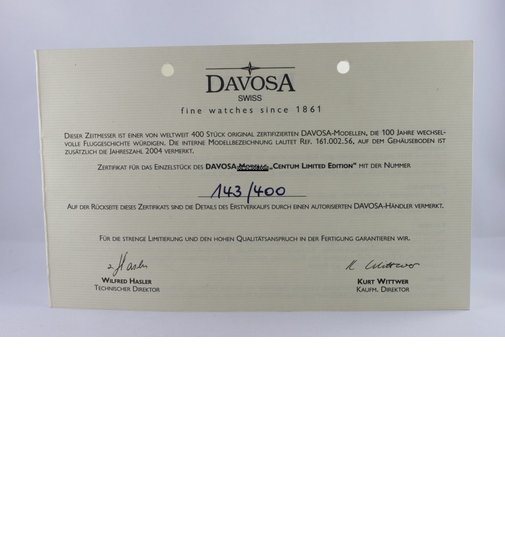 DAVOSA
SWISS
fine watches since 1861
DIESER ZEITMESSER IST EINER VON WELTWEIT 400 STÜCK ORIGINAL ZERTIFIZIERTEN DAVOSA-MODELLEN, DIE 100 JAHRE WECHSEL-
VOLLE FLUGGESCHICHTE WÜRDIGEN. DIE INTERNE MODELLBEZEICHNUNG LAUTET REF. 161.002.56, AUF DEM GEHÄUSEBODEN IST
ZUSÄTZLICH DIE JAHRESZAHL 2004 VERMERKT.
ZERTIFIKAT FÜR DAS EINZELSTÜCK DES DAVOSA- „CENTUM LIMITED EDITION" MIT DER NUMMER
143/400
AUF DER RÜCKSEITE DIESES ZERTIFIKATS SIND DIE DETAILS DES ERSTVERKAUFS DURCH EINEN AUTORISIERTEN DAVOSA-HÄNDLER VERMERKT.
FÜR DIE STRENGE LIMITIERUNG UND DEN HOHEN QUALITÄTSANSPRUCH IN DER FERTIGUNG GARANTIEREN WIR.
K Wittwer
WILFRED HASLER
TECHNISCHER DIREKTOR
KURT WITTWER
KAUFM. DIREKTOR